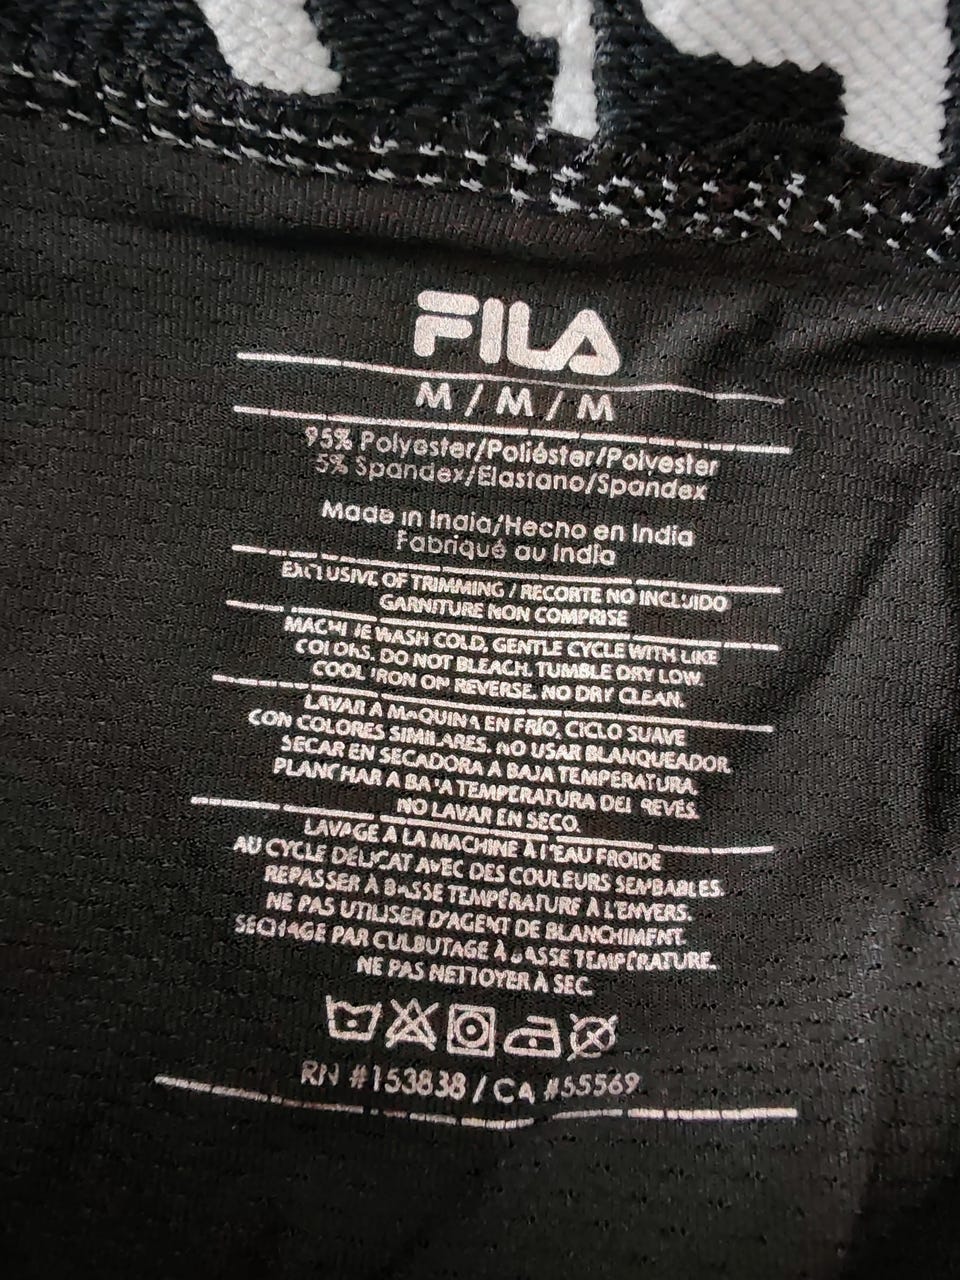 FILA
M / M / M
95% Polyester/Poliéster/Polyester
5% Spandex/Elastano/Spandex
Made in India/Hecho en India
Fabriqué au India
EXCLUSIVE OF TRIMMING / RECORTE NO INCLUIDO
GARNITURE NON COMPRISE
MACHINE WASH COLD, GENTLE CYCLE WITH LIKE
COLORS. DO NOT BLEACH. TUMBLE DRY LOW.
COOL IRON ON REVERSE. NO DRY CLEAN.
LAVAR A MAQUINA EN FRÍO, CICLO SUAVE
CON COLORES SIMILARES. NO USAR BLANQUEADOR.
SECAR EN SECADORA A BAJA TEMPERATURA.
PLANCHAR A BAJA TEMPERATURA DEL REVES.
NO LAVAR EN SECO.
LAVAGE A LA MACHINE À L'EAU FROIDE
AU CYCLE DÉLICAT AVEC DES COULEURS SEMBABLES.
REPASSER À BASSE TEMPÉRATURE A L'ENVERS.
NE PAS UTILISER D'AGENT DE BLANCHIMENT.
SECHAGE PAR CULBUTAGE À BASSE TEMPÉRATURE.
NE PAS NETTOYER À SEC.
RN #153838 / CA #55569